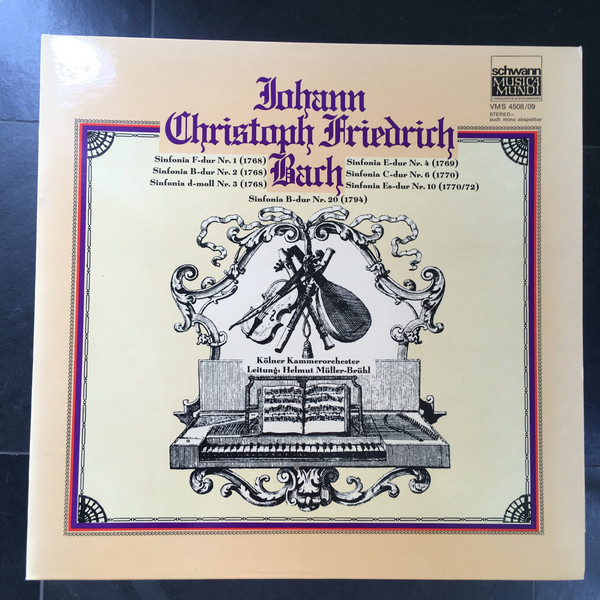 schwann
MUSICA
MUNDI
VMS 4508/09
STEREO–
auch mono abspielbar
Johann
Christoph Friedrich
Bach
Sinfonia F-dur Nr. 1 (1768)
Sinfonia B-dur Nr. 2 (1768)
Sinfonia d-moll Nr. 3 (1768)
Sinfonia E-dur Nr. 4 (1769)
Sinfonia C-dur Nr. 6 (1770)
Sinfonia Es-dur Nr. 10 (1770/72)
Sinfonia B-dur Nr. 20 (1794)
Kölner Kammerorchester
Leitung: Helmut Müller-Brühl